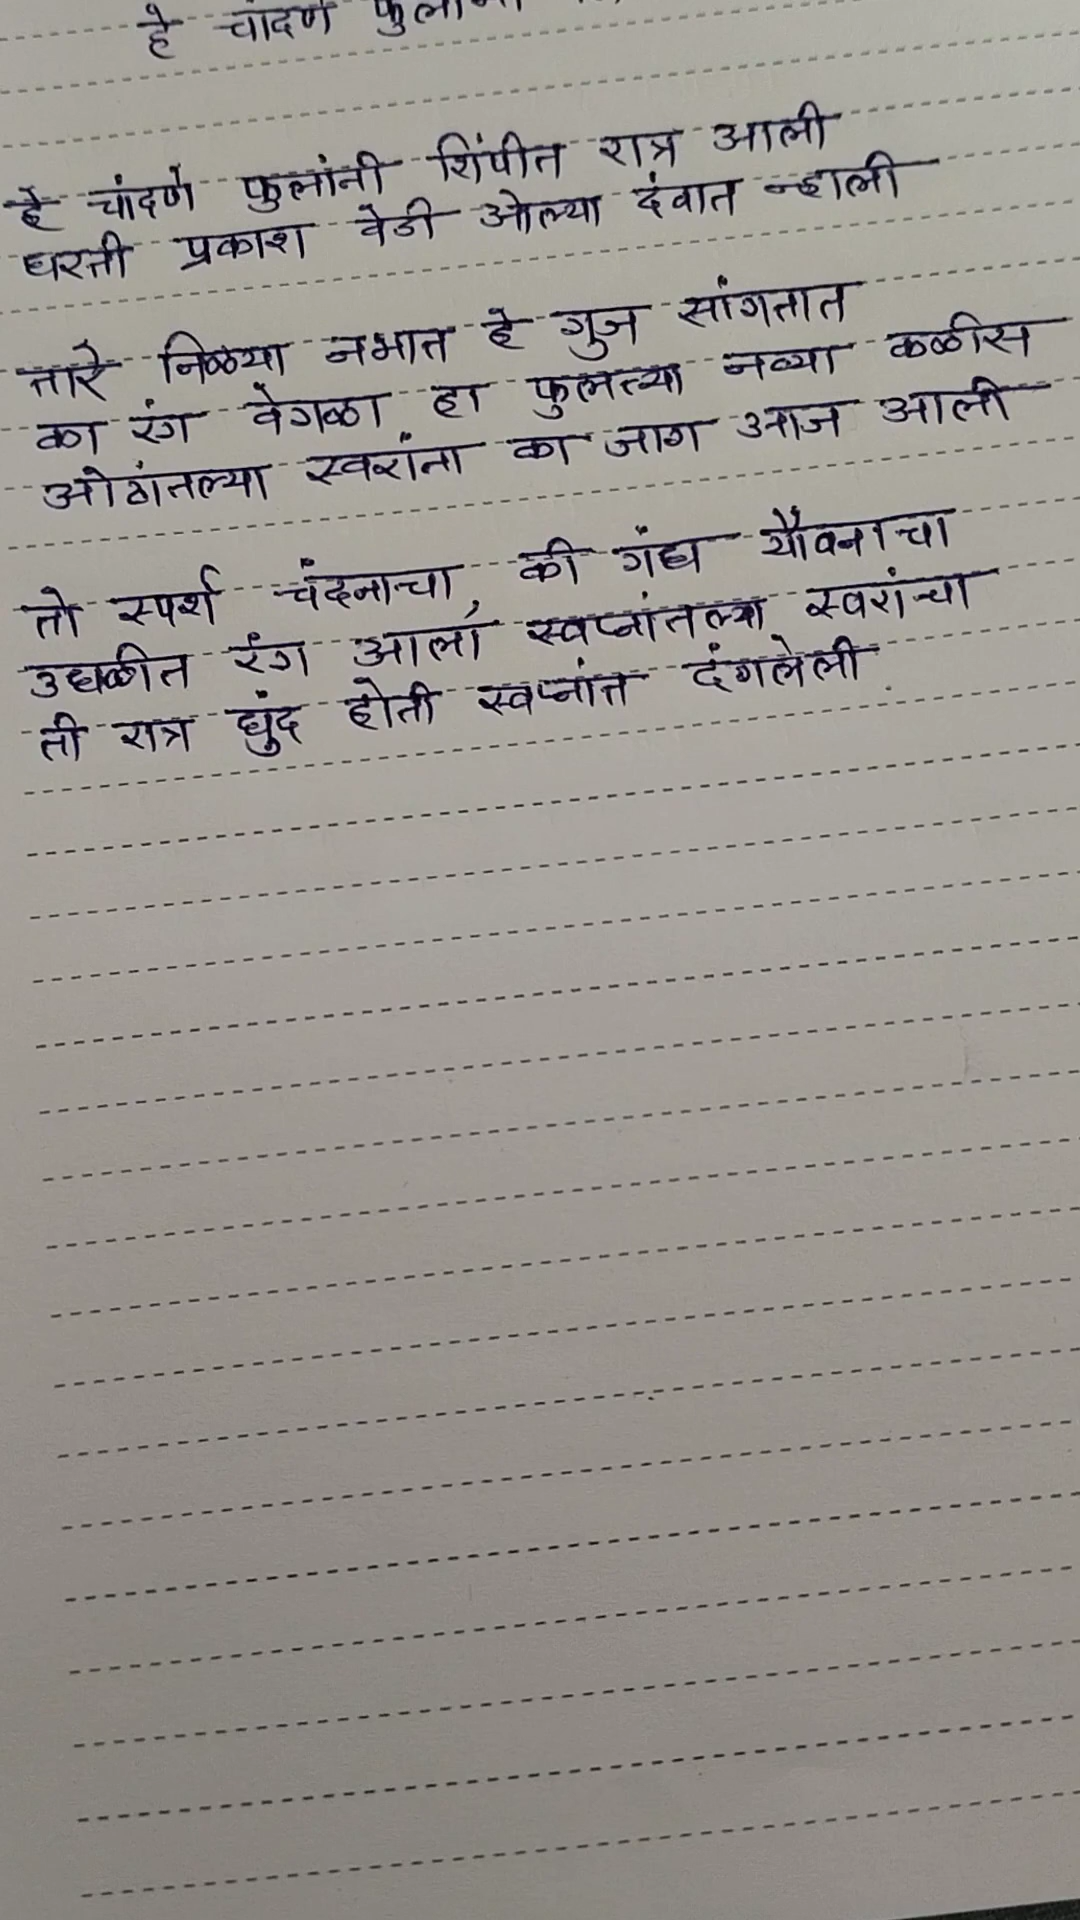 हे चांदणे फुलांनी
हे चांदणे फुलांनी शिंपीत रात्र आली
धरती प्रकाश वेडी ओल्या दंवात न्हाली
तारे निळ्या नभात हे गुज सांगतात
का रंग वेगळा हा फुलत्या नव्या कळीस
ओठांतल्या स्वरांना का जाग आज आली
तो स्पर्श चंदनाचा, की गंध यौवनाचा
उधळीत रंग आला, स्वप्नांतल्या स्वरांचा
ती रात्र धुंद होती स्वप्नांत दंगलेली